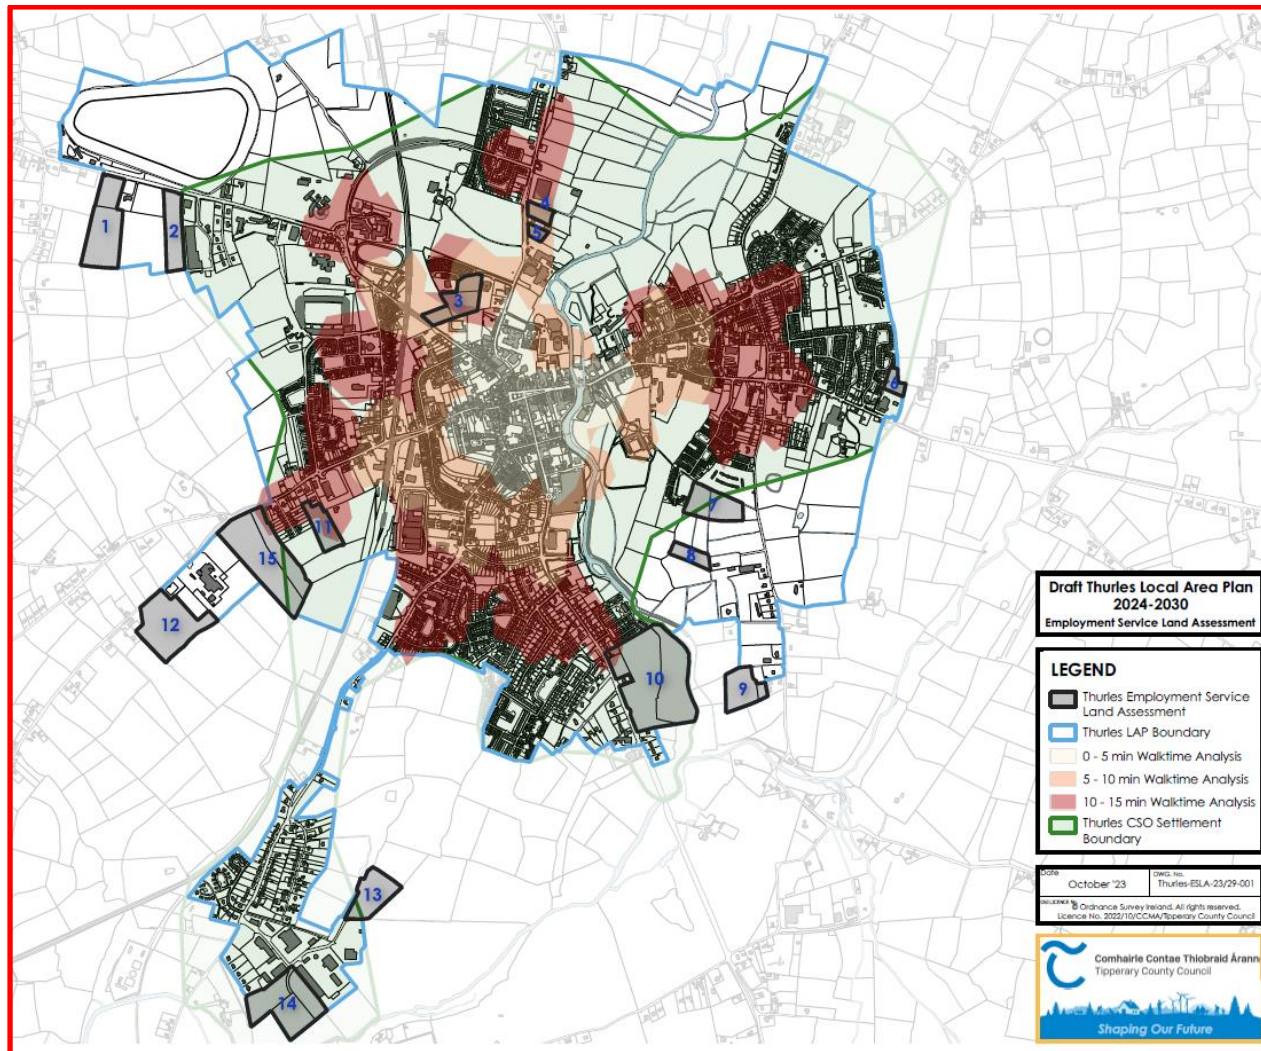 1
2
3
4
5
6
7
8
9
10
11
12
13
14
15
Draft Thurles Local Area Plan
2024-2030
Employment Service Land Assessment
LEGEND
Thurles Employment Service
Land Assessment
Thurles LAP Boundary
0 - 5 min Walktime Analysis
5 - 10 min Walktime Analysis
10 - 15 min Walktime Analysis
Thurles CSO Settlement
Boundary
Date
October '23
DWG. No.
Thurles-ESLA-23/29-001
© Ordnance Survey Ireland. All rights reserved.
Licence No. 2022/10/CCMA/Tipperary County Council
Comhairle Contae Thiobraid Árann
Tipperary County Council
Shaping Our Future